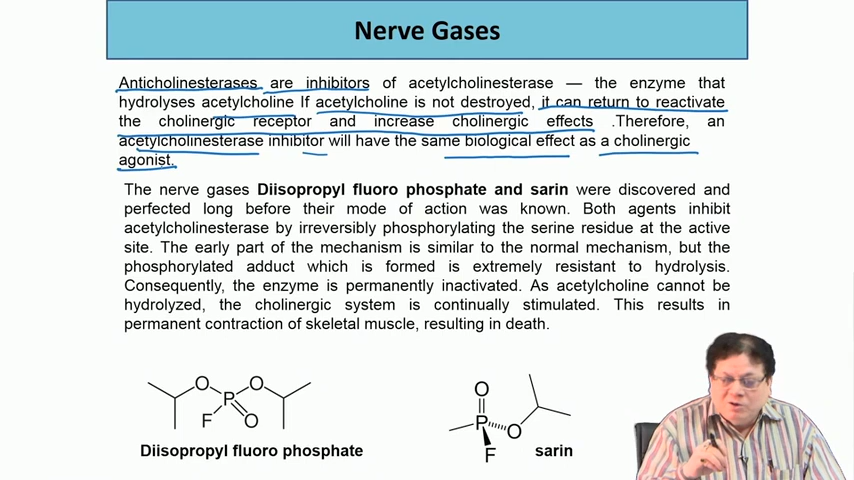 Nerve Gases
Anticholinesterases are inhibitors of acetylcholinesterase — the enzyme that
hydrolyses acetylcholine If acetylcholine is not destroyed, it can return to reactivate
the cholinergic receptor and increase cholinergic effects .Therefore, an
acetylcholinesterase inhibitor will have the same biological effect as a cholinergic
agonist.
The nerve gases Diisopropyl fluoro phosphate and sarin were discovered and
perfected long before their mode of action was known. Both agents inhibit
acetylcholinesterase by irreversibly phosphorylating the serine residue at the active
site. The early part of the mechanism is similar to the normal mechanism, but the
phosphorylated adduct which is formed is extremely resistant to hydrolysis.
Consequently, the enzyme is permanently inactivated. As acetylcholine cannot be
hydrolyzed, the cholinergic system is continually stimulated. This results in
permanent contraction of skeletal muscle, resulting in death.
O O
P
F O
O
P
O
F
Diisopropyl fluoro phosphate sarin